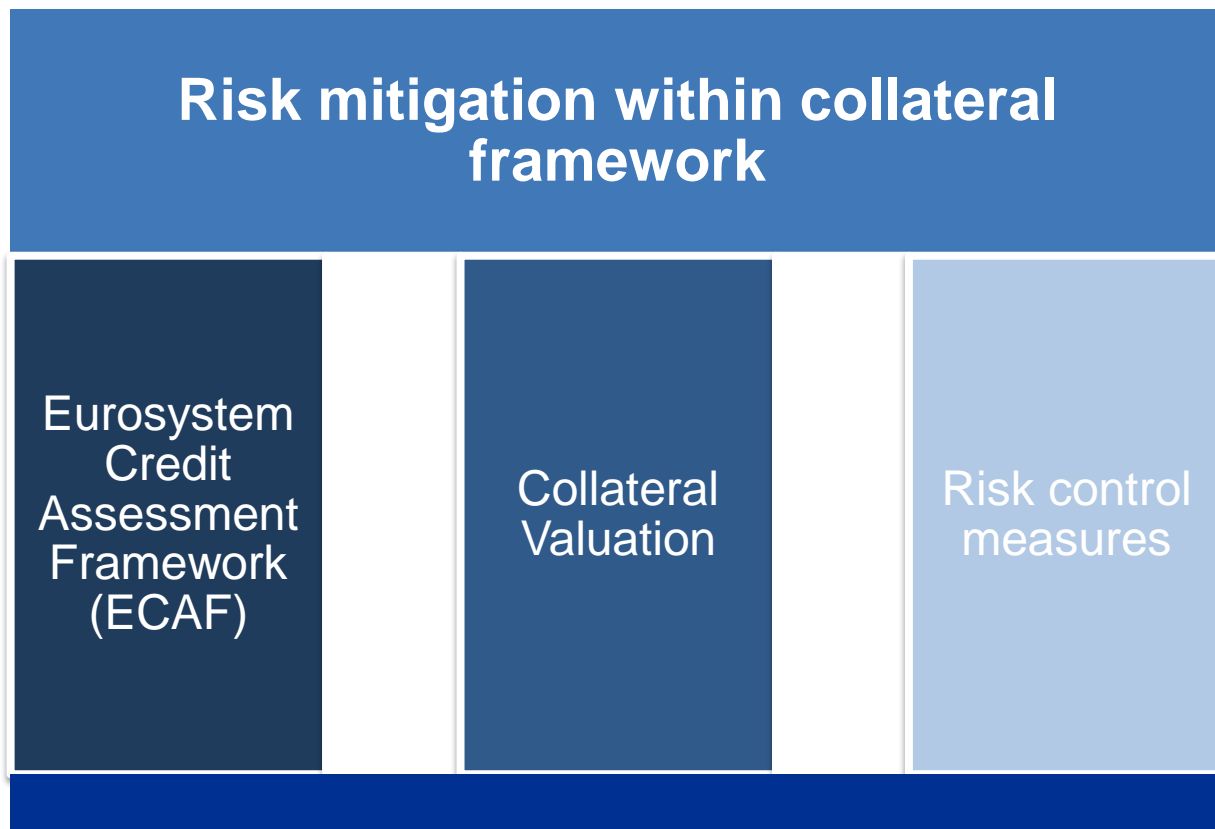 Risk mitigation within collateral
framework
Eurosystem
Credit
Assessment
Framework
(ECAF)
Collateral
Valuation
Risk control
measures